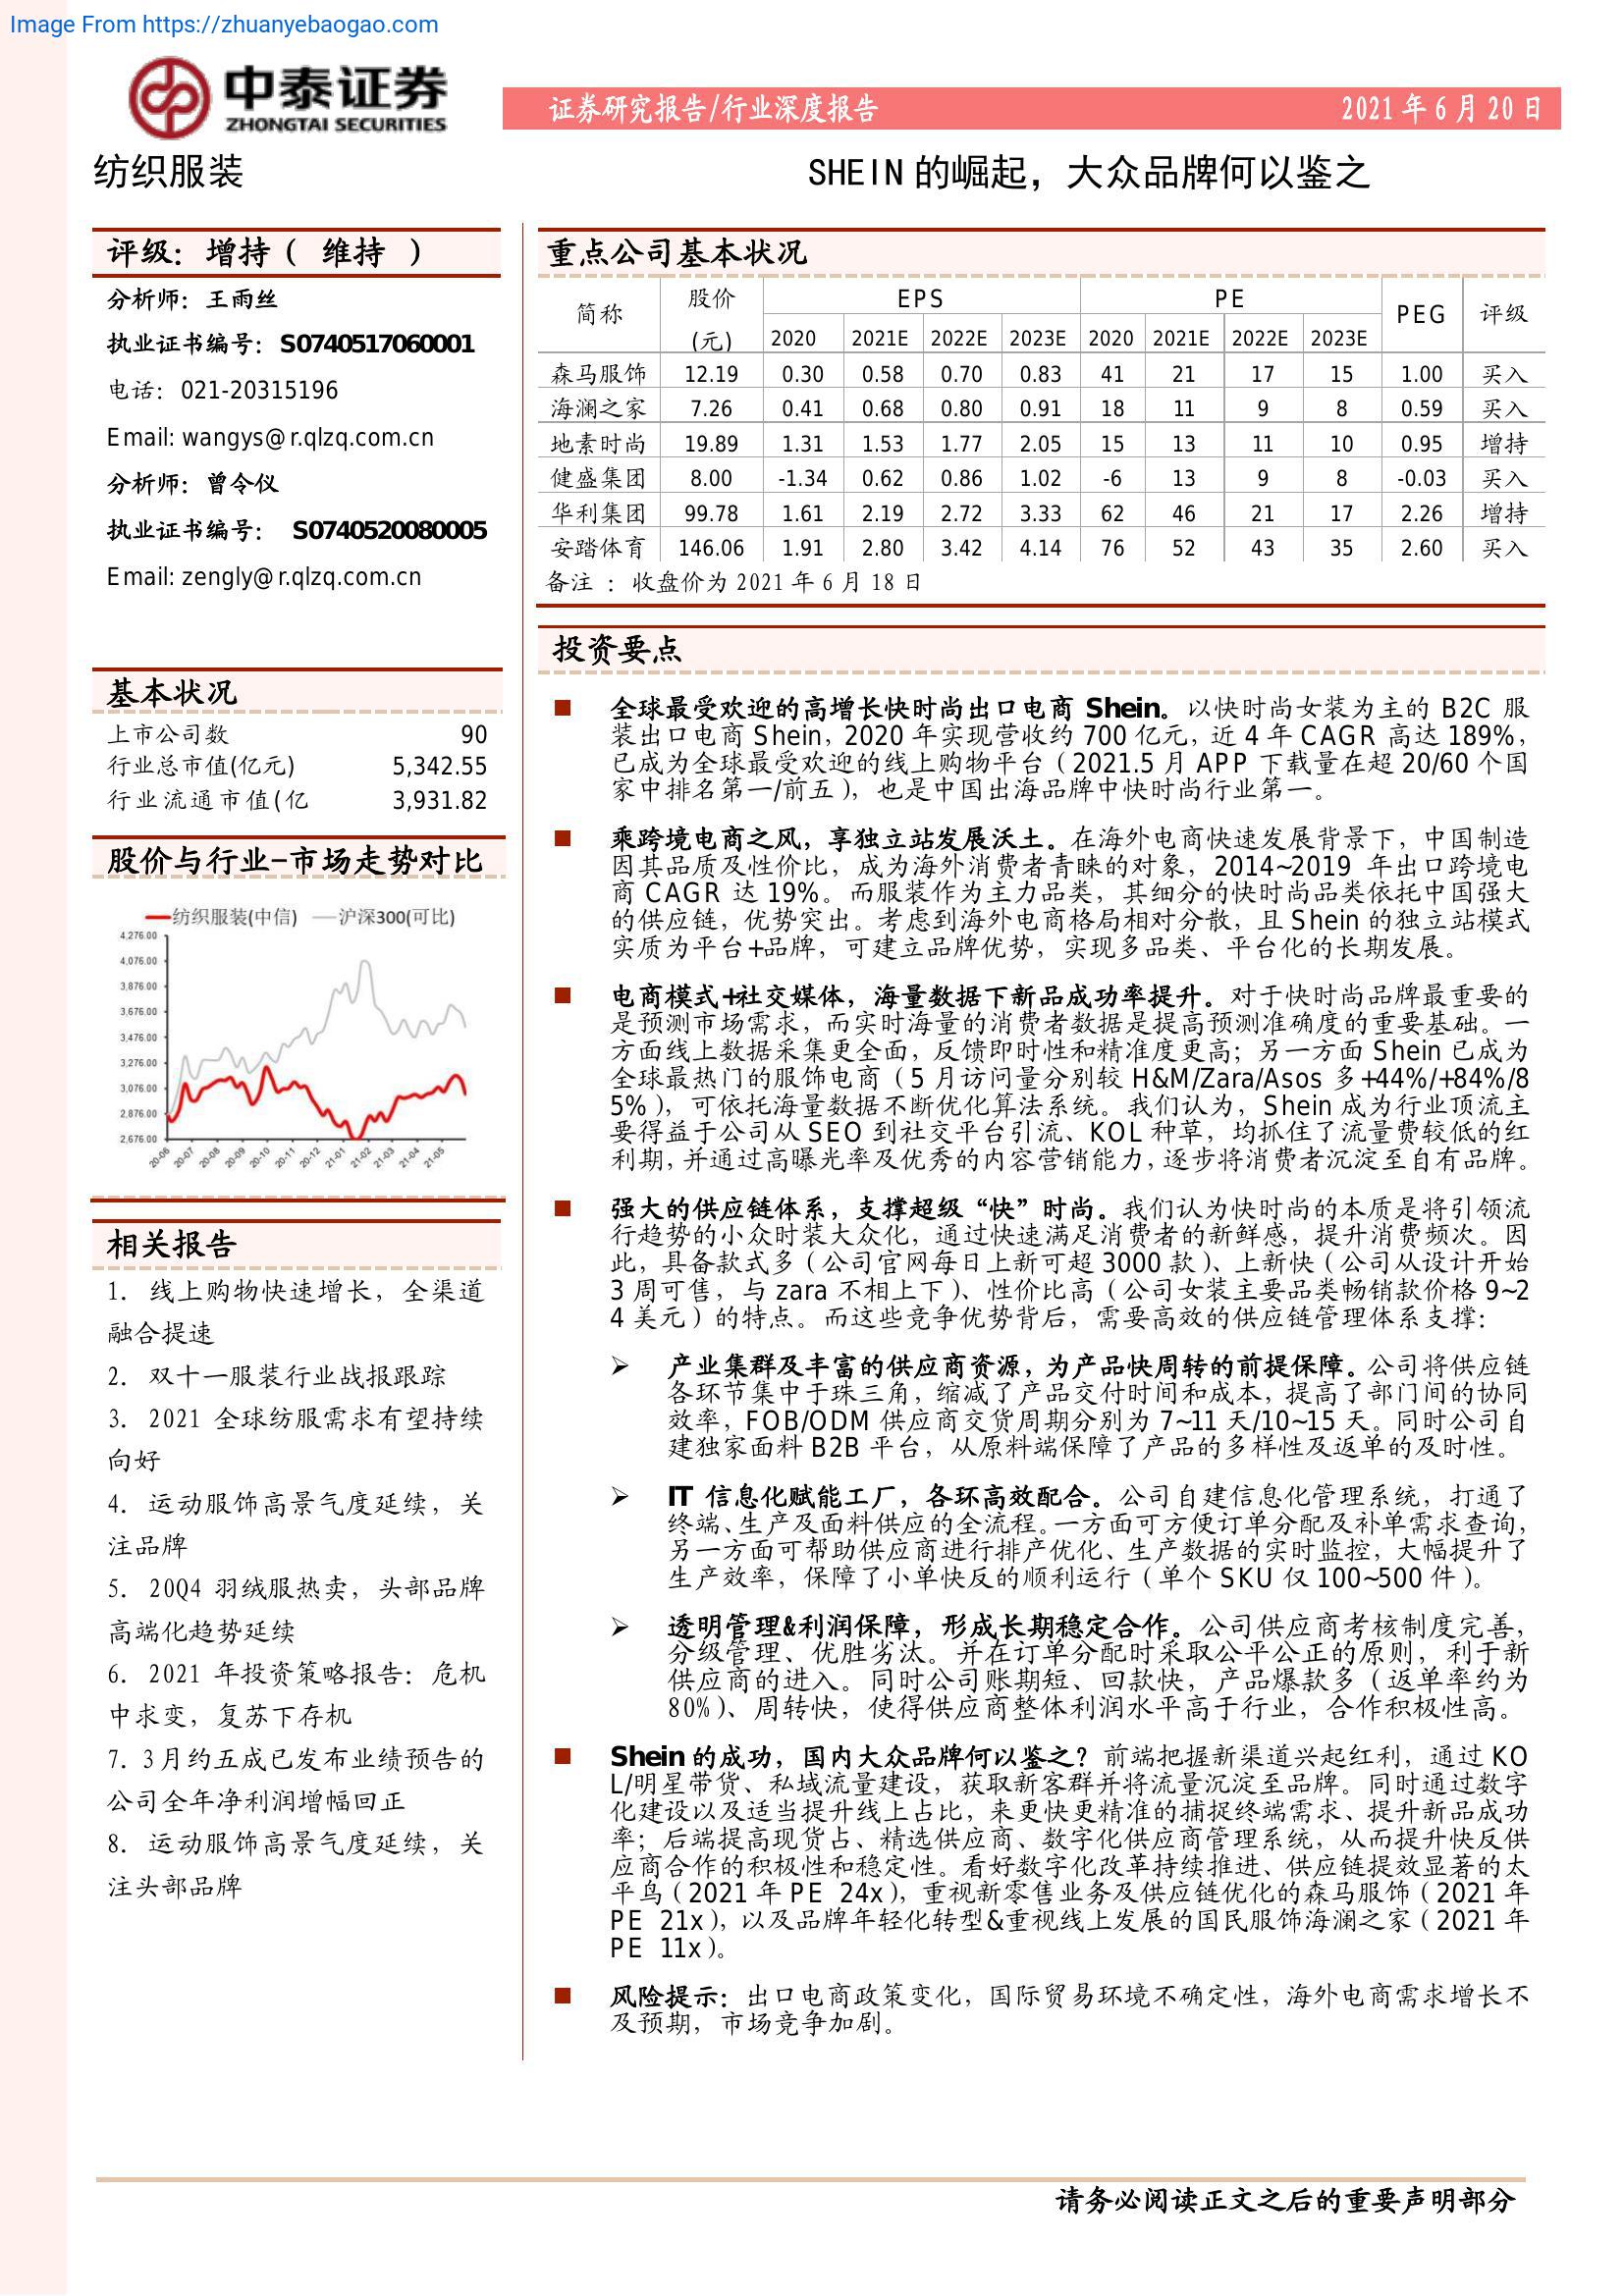 Image From https://zhuanyebaogao.com
中泰证券
ZHONGTAI SECURITIES
证券研究报告/行业深度报告 2021年6月20日
纺织服装 SHEIN 的崛起，大众品牌何以鉴之
评级：增持（ 维持 ）
分析师：王雨丝
执业证书编号：S0740517060001
电话：021-20315196
Email: wangys@r.qlzq.com.cn
分析师：曾令仪
执业证书编号： S0740520080005
Email: zengly@r.qlzq.com.cn
基本状况
上市公司数 90
行业总市值(亿元) 5,342.55
行业流通市值(亿 3,931.82
股价与行业-市场走势对比
纺织服装(中信) 沪深300(可比)
4,276.00
4,076.00
3,876.00
3,676.00
3,476.00
3,276.00
3,076.00
2,876.00
2,676.00
20-06 20-07 20-08 20-09 20-10 20-11 20-12 21-01 21-02 21-03 21-04 21-05
相关报告
1. 线上购物快速增长，全渠道
融合提速
2. 双十一服装行业战报跟踪
3. 2021 全球纺服需求有望持续
向好
4. 运动服饰高景气度延续，关
注品牌
5. 20Q4 羽绒服热卖，头部品牌
高端化趋势延续
6. 2021 年投资策略报告：危机
中求变，复苏下存机
7. 3月约五成已发布业绩预告的
公司全年净利润增幅回正
8. 运动服饰高景气度延续，关
注头部品牌
重点公司基本状况
简称 股价 EPS PE PEG 评级
(元) 2020 2021E 2022E 2023E 2020 2021E 2022E 2023E
森马服饰 12.19 0.30 0.58 0.70 0.83 41 21 17 15 1.00 买入
海澜之家 7.26 0.41 0.68 0.80 0.91 18 11 9 8 0.59 买入
地素时尚 19.89 1.31 1.53 1.77 2.05 15 13 11 10 0.95 增持
健盛集团 8.00 -1.34 0.62 0.86 1.02 -6 13 9 8 -0.03 买入
华利集团 99.78 1.61 2.19 2.72 3.33 62 46 21 17 2.26 增持
安踏体育 146.06 1.91 2.80 3.42 4.14 76 52 43 35 2.60 买入
备注 ：收盘价为 2021 年 6 月 18 日
投资要点
■ 全球最受欢迎的高增长快时尚出口电商 Shein。以快时尚女装为主的 B2C 服
装出口电商 Shein，2020 年实现营收约 700 亿元，近 4 年 CAGR 高达 189%，
已成为全球最受欢迎的线上购物平台（2021.5 月 APP 下载量在超 20/60 个国
家中排名第一/前五），也是中国出海品牌中快时尚行业第一。
■ 乘跨境电商之风，享独立站发展沃土。在海外电商快速发展背景下，中国制造
因其品质及性价比，成为海外消费者青睐的对象，2014~2019 年出口跨境电
商 CAGR 达 19%。而服装作为主力品类，其细分的快时尚品类依托中国强大
的供应链，优势突出。考虑到海外电商格局相对分散，且 Shein 的独立站模式
实质为平台+品牌，可建立品牌优势，实现多品类、平台化的长期发展。
■ 电商模式+社交媒体，海量数据下新品成功率提升。对于快时尚品牌最重要的
是预测市场需求，而实时海量的消费者数据是提高预测准确度的重要基础。一
方面线上数据采集更全面，反馈即时性和精准度更高；另一方面 Shein 已成为
全球最热门的服饰电商（5 月访问量分别较 H&M/Zara/Asos 多+44%/+84%/8
5%），可依托海量数据不断优化算法系统。我们认为，Shein 成为行业顶流主
要得益于公司从 SEO 到社交平台引流、KOL 种草，均抓住了流量费较低的红
利期，并通过高曝光率及优秀的内容营销能力，逐步将消费者沉淀至自有品牌。
■ 强大的供应链体系，支撑超级“快”时尚。我们认为快时尚的本质是将引领流
行趋势的小众时装大众化，通过快速满足消费者的新鲜感，提升消费频次。因
此，具备款式多（公司官网每日上新可超 3000 款）、上新快（公司从设计开始
3 周可售，与 zara 不相上下）、性价比高（公司女装主要品类畅销款价格 9~2
4 美元）的特点。而这些竞争优势背后，需要高效的供应链管理体系支撑：
➢ 产业集群及丰富的供应商资源，为产品快周转的前提保障。公司将供应链
各环节集中于珠三角，缩减了产品交付时间和成本，提高了部门间的协同
效率，FOB/ODM 供应商交货周期分别为 7~11 天/10~15 天。同时公司自
建独家面料 B2B 平台，从原料端保障了产品的多样性及返单的及时性。
➢ IT 信息化赋能工厂，各环高效配合。公司自建信息化管理系统，打通了
终端、生产及面料供应的全流程。一方面可方便订单分配及补单需求查询，
另一方面可帮助供应商进行排产优化、生产数据的实时监控，大幅提升了
生产效率，保障了小单快反的顺利运行（单个 SKU 仅 100~500 件）。
➢ 透明管理&利润保障，形成长期稳定合作。公司供应商考核制度完善，
分级管理、优胜劣汰。并在订单分配时采取公平公正的原则，利于新
供应商的进入。同时公司账期短、回款快，产品爆款多（返单率约为
80%）、周转快，使得供应商整体利润水平高于行业，合作积极性高。
■ Shein 的成功，国内大众品牌何以鉴之？前端把握新渠道兴起红利，通过 KO
L/明星带货、私域流量建设，获取新客群并将流量沉淀至品牌。同时通过数字
化建设以及适当提升线上占比，来更快更精准的捕捉终端需求、提升新品成功
率；后端提高现货占、精选供应商、数字化供应商管理系统，从而提升快反供
应商合作的积极性和稳定性。看好数字化改革持续推进、供应链提效显著的太
平鸟（2021 年 PE 24x），重视新零售业务及供应链优化的森马服饰（2021 年
PE 21x），以及品牌年轻化转型&重视线上发展的国民服饰海澜之家（2021 年
PE 11x）。
■ 风险提示：出口电商政策变化，国际贸易环境不确定性，海外电商需求增长不
及预期，市场竞争加剧。
请务必阅读正文之后的重要声明部分